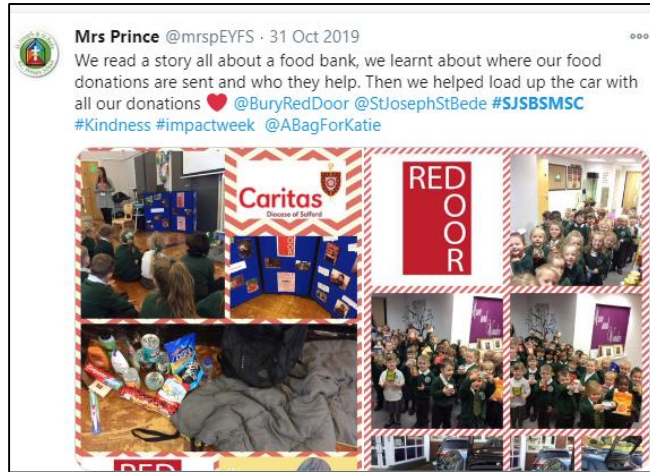 Mrs Prince @mrspEYFS · 31 Oct 2019
We read a story all about a food bank, we learnt about where our food
donations are sent and who they help. Then we helped load up the car with
all our donations ❤ @BuryRedDoor @StJosephStBede #SJSBSMSC
#Kindness #impactweek @ABagForKatie
Caritas
Diocese of Salford
RED
DOOR
RED